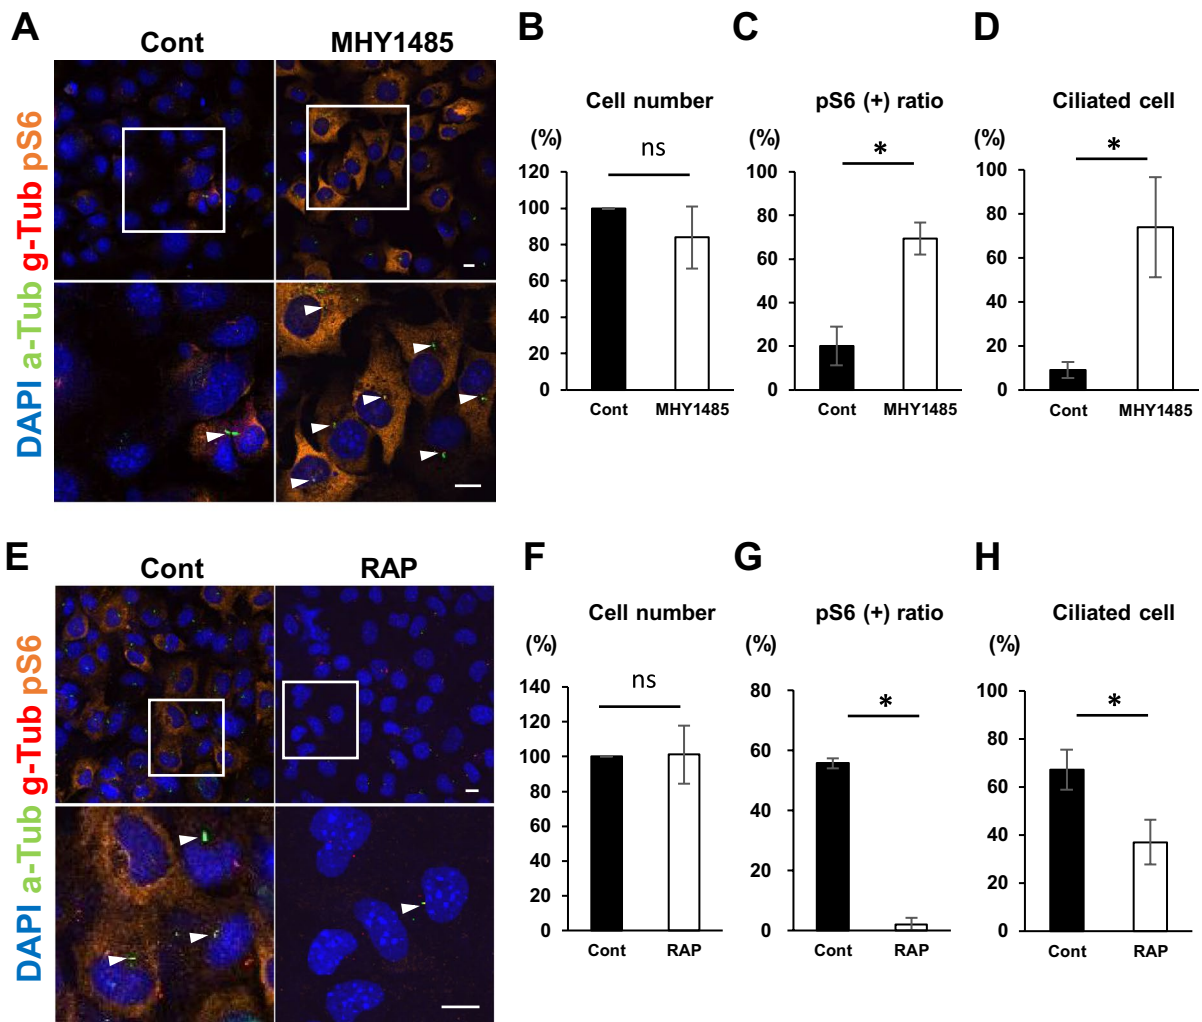 A
Cont
MHY1485
DAPI a-Tub g-Tub pS6
B
Cell number
(%)
ns
120
100
80
60
40
20
0
Cont
MHY1485
C
pS6 (+) ratio
(%)
*
100
80
60
40
20
0
Cont
MHY1485
D
Ciliated cell
(%)
*
100
80
60
40
20
0
Cont
MHY1485
E
Cont
RAP
DAPI a-Tub g-Tub pS6
F
Cell number
(%)
ns
140
120
100
80
60
40
20
0
Cont
RAP
G
pS6 (+) ratio
(%)
*
80
60
40
20
0
Cont
RAP
H
Ciliated cell
(%)
*
100
80
60
40
20
0
Cont
RAP